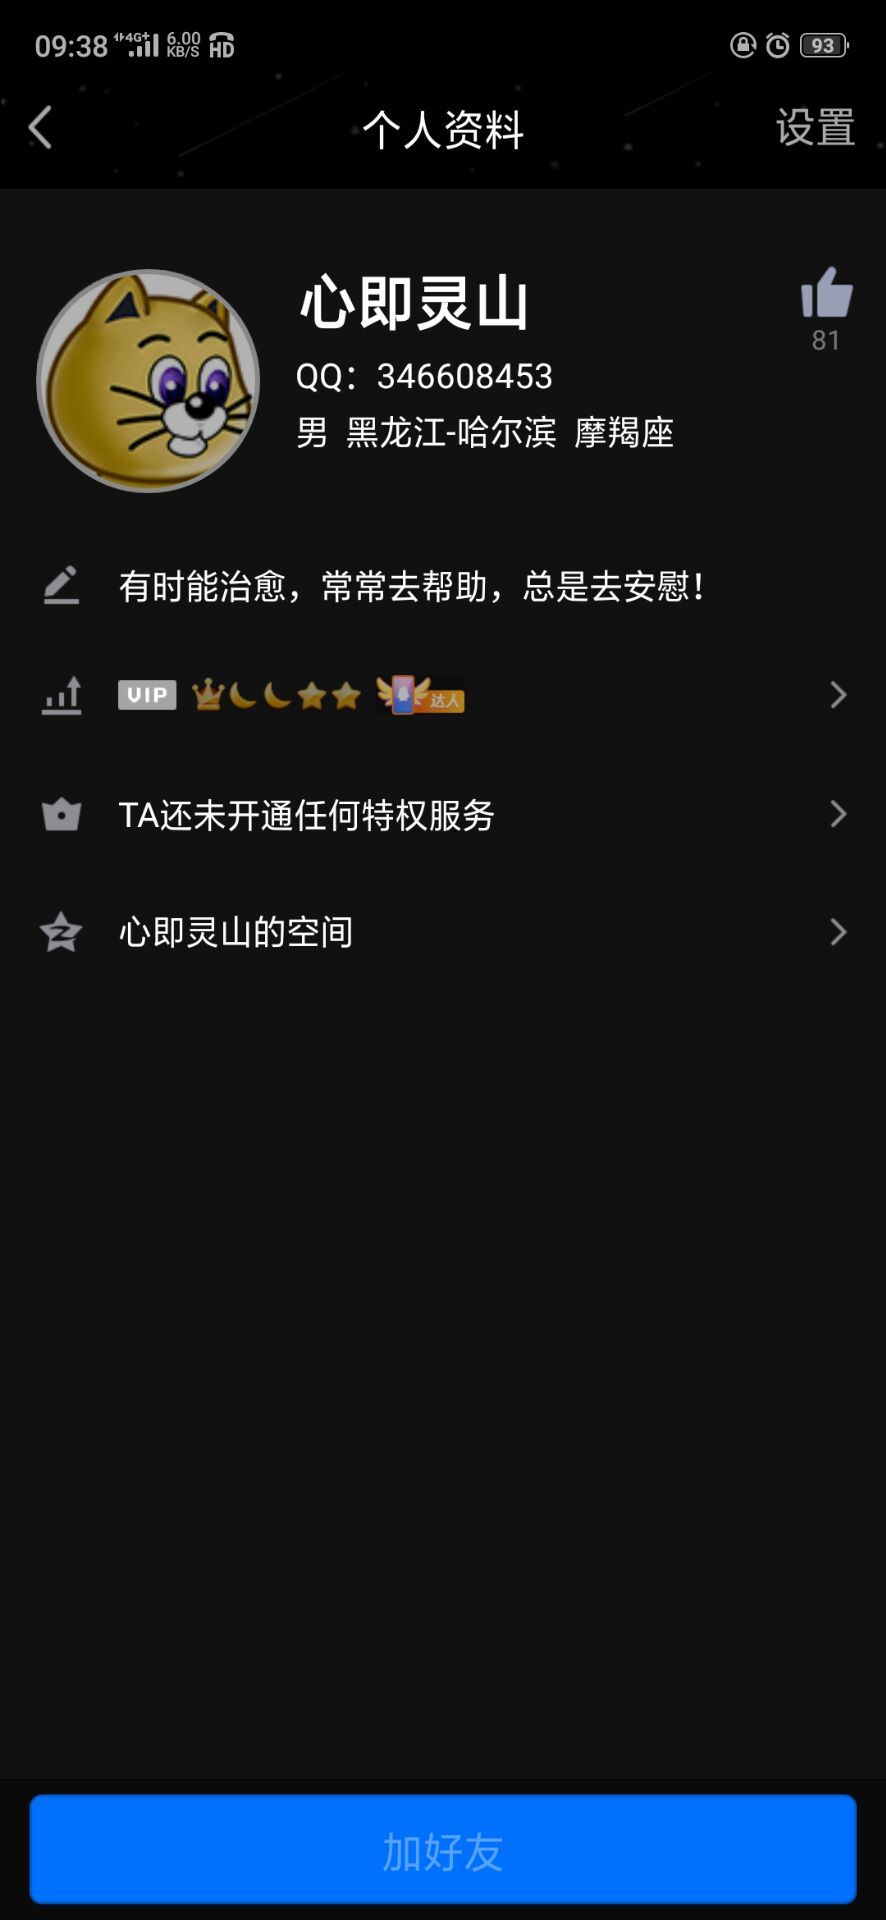 09:38 4G+ 6.00 KB/S HD 93
个人资料 设置
心即灵山
81
QQ：346608453
男 黑龙江-哈尔滨 摩羯座
有时能治愈，常常去帮助，总是去安慰！
VIP 达人
TA还未开通任何特权服务
心即灵山的空间
加好友